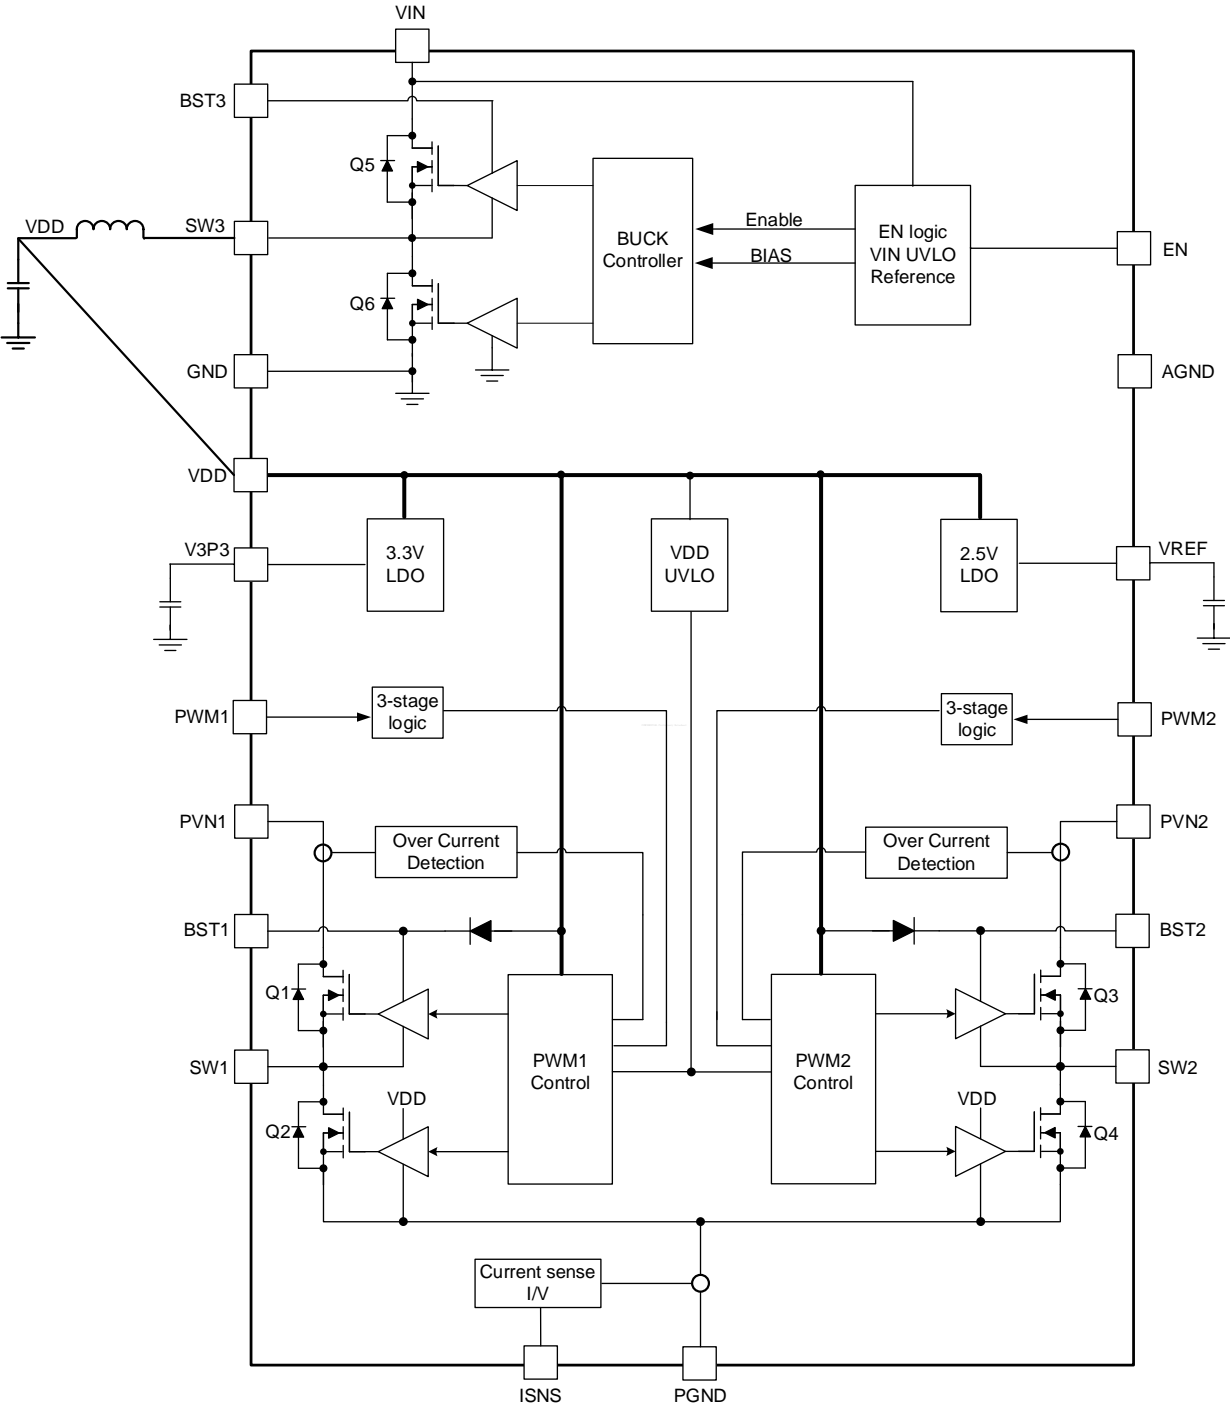 VIN
BST3
Q5
VDD
SW3
BUCK
Controller
Enable
BIAS
EN logic
VIN UVLO
Reference
EN
Q6
GND
AGND
VDD
V3P3
3.3V
LDO
VDD
UVLO
2.5V
LDO
VREF
PWM1
3-stage
logic
3-stage
logic
PWM2
PVN1
Over Current
Detection
Over Current
Detection
PVN2
BST1
BST2
Q1
Q3
SW1
PWM1
Control
PWM2
Control
SW2
VDD
VDD
Q2
Q4
Current sense
I/V
ISNS
PGND